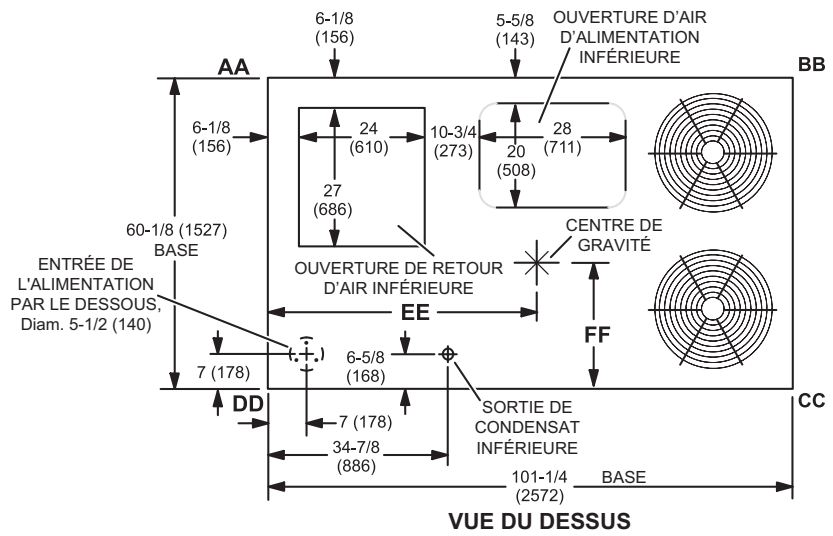 6-1/8
(156)
5-5/8
(143)
OUVERTURE D'AIR
D'ALIMENTATION
INFÉRIEURE
AA
BB
6-1/8
(156)
24
(610)
10-3/4
(273)
28
(711)
20
(508)
27
(686)
60-1/8 (1527)
BASE
CENTRE DE
GRAVITÉ
ENTRÉE DE
L'ALIMENTATION
PAR LE DESSOUS,
Diam. 5-1/2 (140)
OUVERTURE DE RETOUR
D'AIR INFÉRIEURE
EE
FF
7 (178)
6-5/8
(168)
DD
CC
7 (178)
SORTIE DE
CONDENSAT
INFÉRIEURE
34-7/8
(886)
101-1/4 BASE
(2572)
VUE DU DESSUS